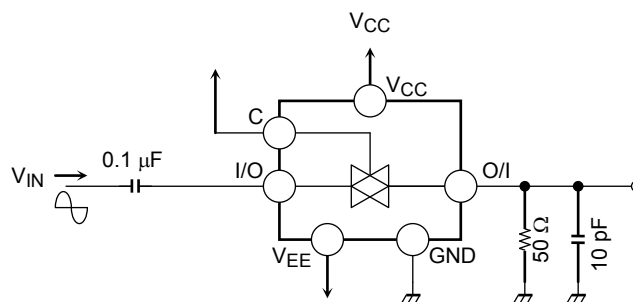 VCC
VCC
C
0.1 μF
I/O
O/I
VIN
50 Ω
10 pF
VEE
GND